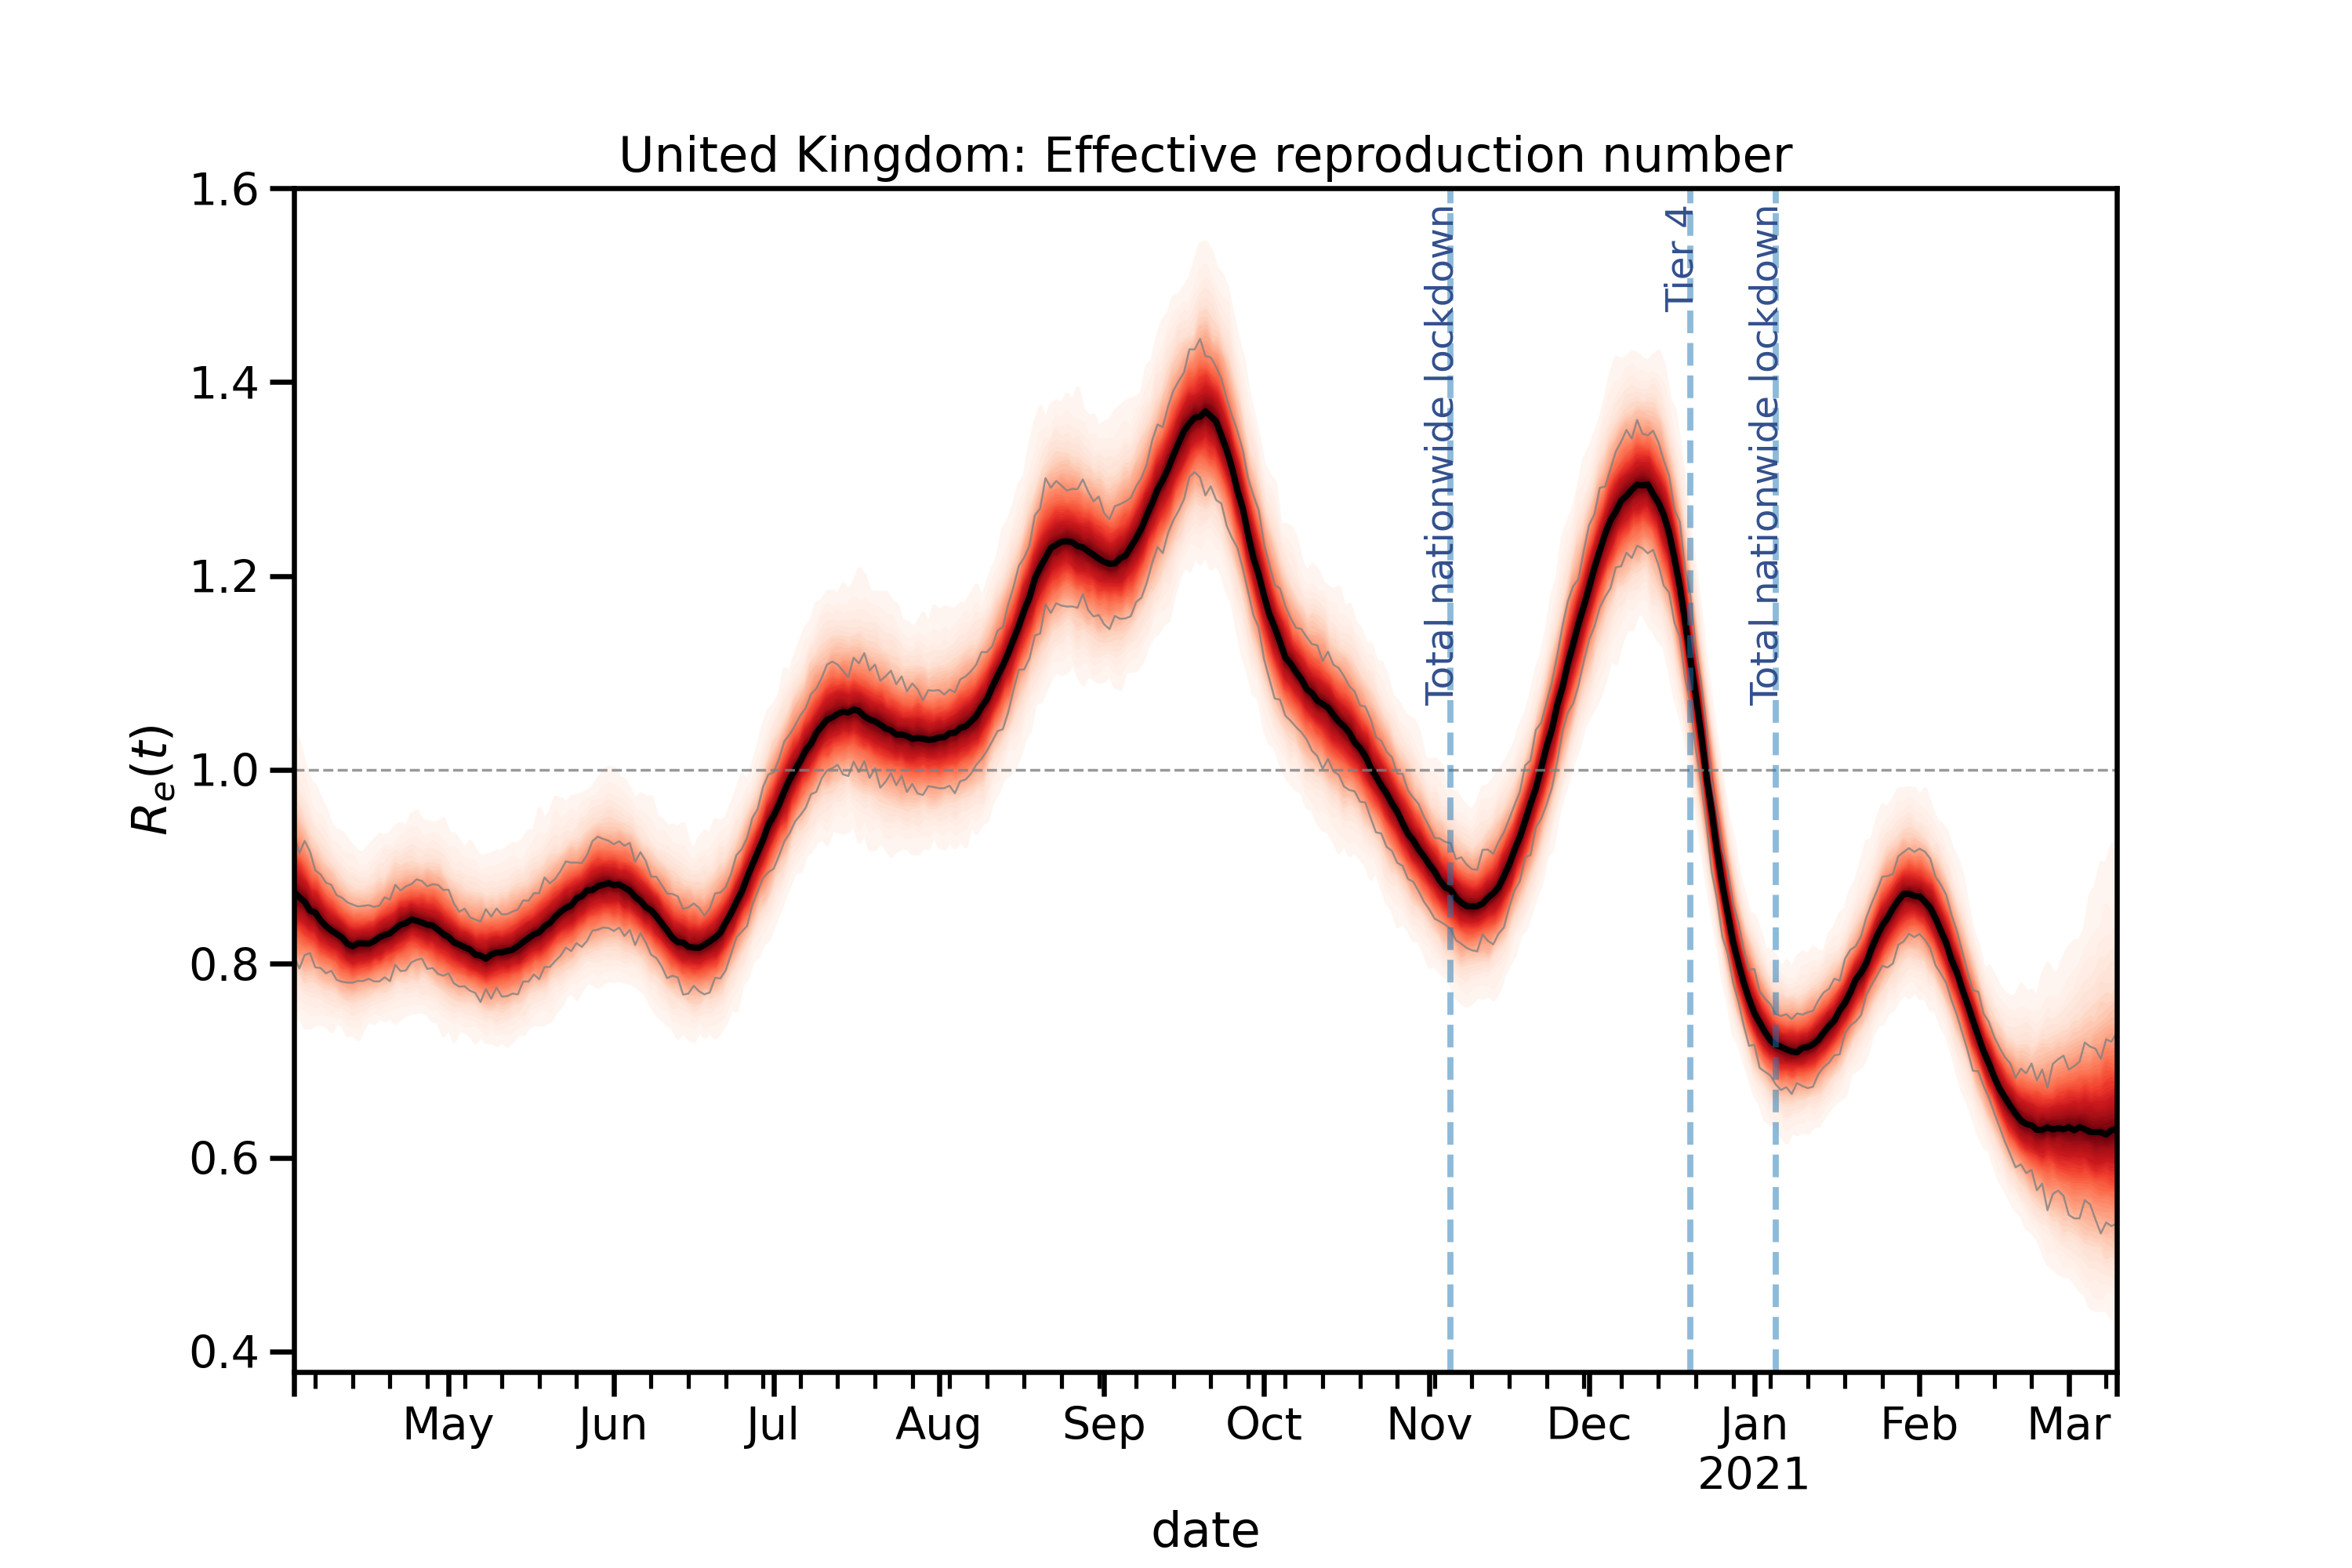 United Kingdom: Effective reproduction number
1.6
1.4
1.2
1.0
0.8
0.6
0.4
Rₑ(t)
Total nationwide lockdown
Tier 4
Total nationwide lockdown
May Jun Jul Aug Sep Oct Nov Dec Jan Feb Mar
2021
date